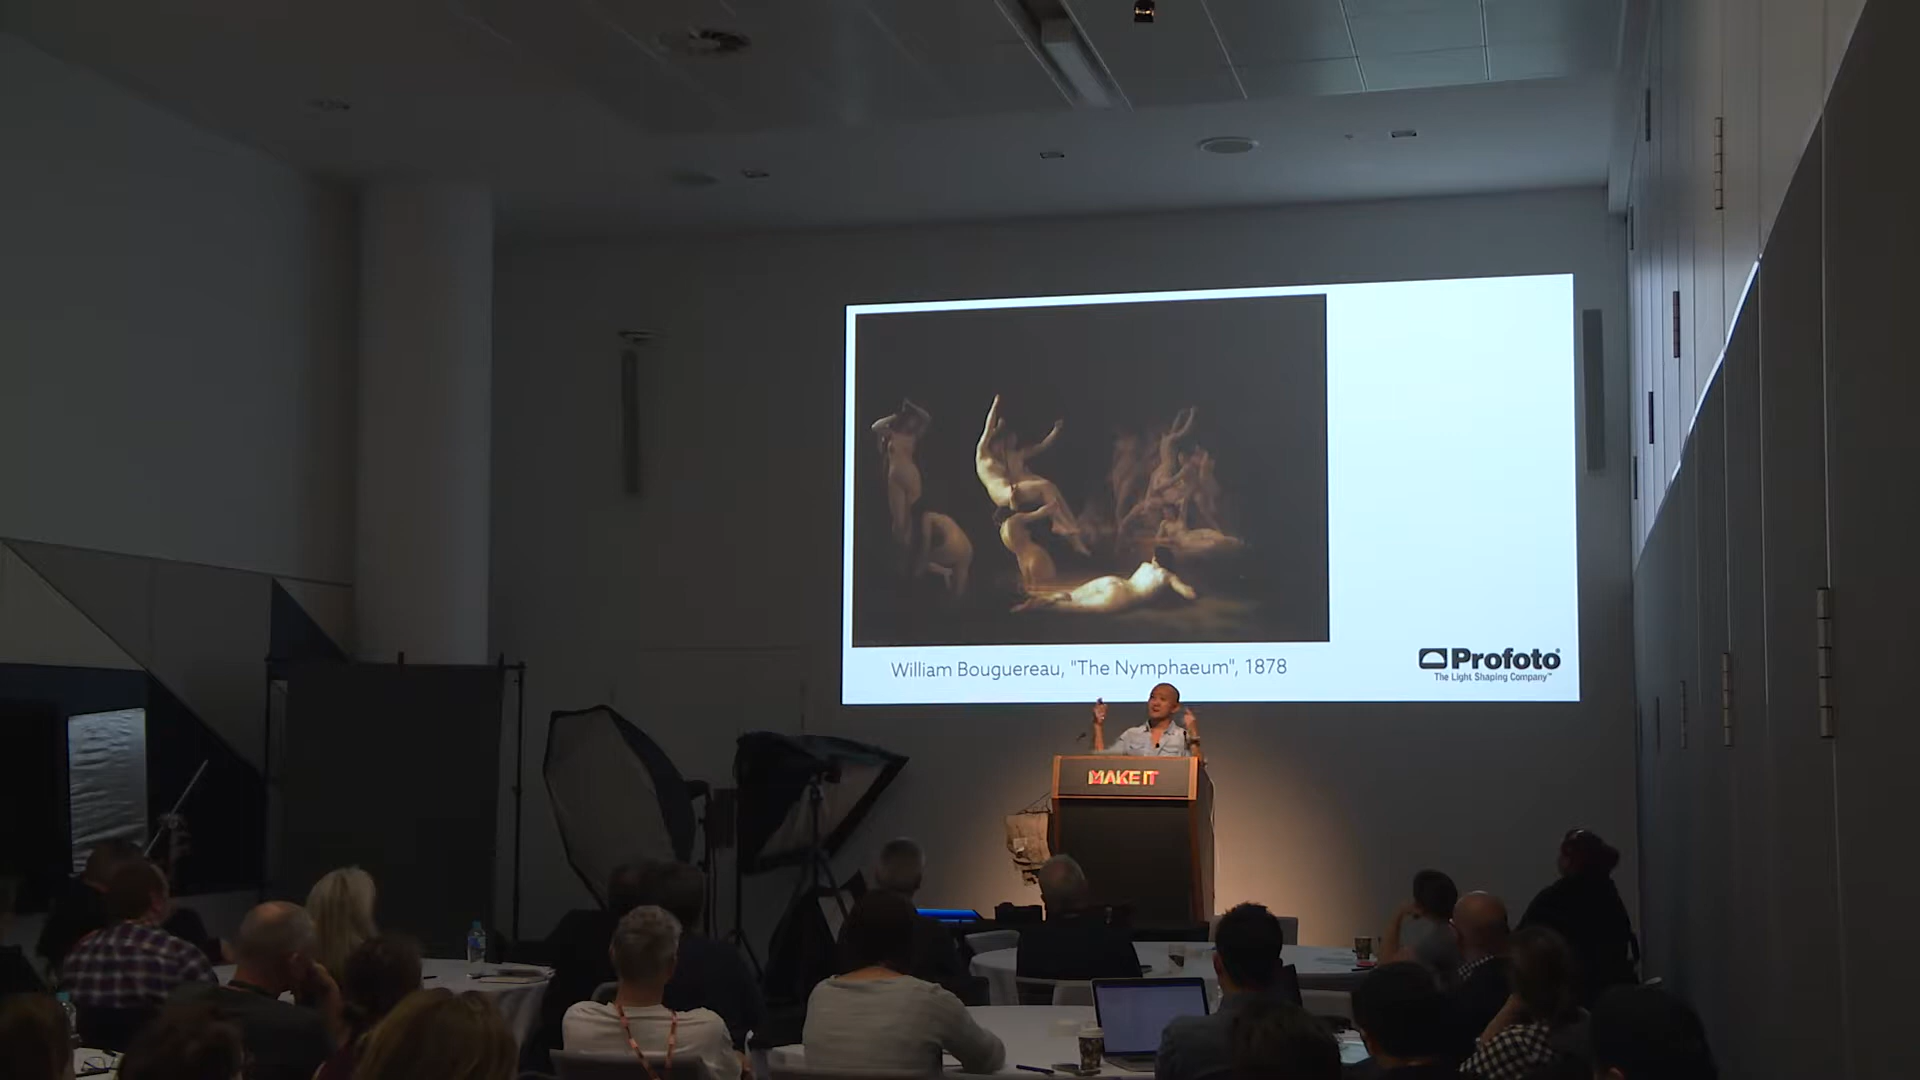 William Bouguereau, "The Nymphaeum", 1878
Profoto
The Light Shaping Company™
MAKE IT